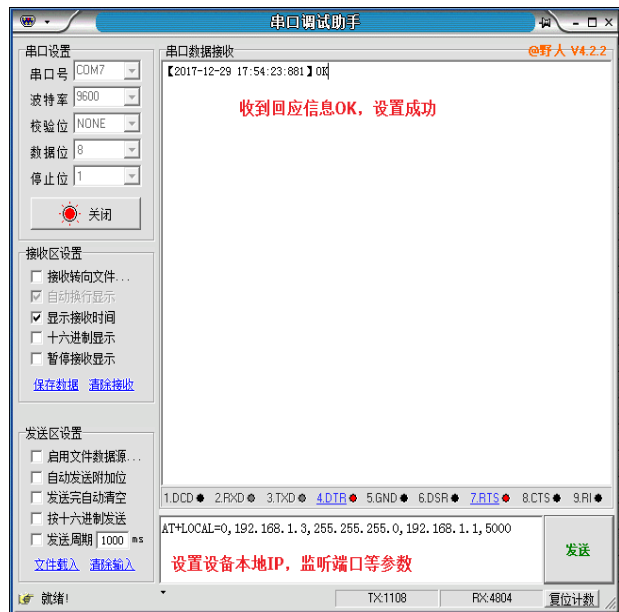 串口调试助手
串口设置
串口号 COM7
波特率 9600
校验位 NONE
数据位 8
停止位 1
关闭
接收区设置
接收转向文件...
自动换行显示
显示接收时间
十六进制显示
暂停接收显示
保存数据 清除接收
发送区设置
启用文件数据源...
自动发送附加位
发送完自动清空
按十六进制发送
发送周期 1000 ms
文件载入 清除输入
串口数据接收 @野人 V4.2.2
【2017-12-29 17:54:23:881】OK
收到回应信息OK，设置成功
1.DCD 2.RXD 3.TXD 4.DTR 5.GND 6.DSR 7.RTS 8.CTS 9.RI
AT+LOCAL=0,192.168.1.3,255.255.255.0,192.168.1.1,5000
设置设备本地IP，监听端口等参数
发送
就绪! TX:1108 RX:4804 复位计数